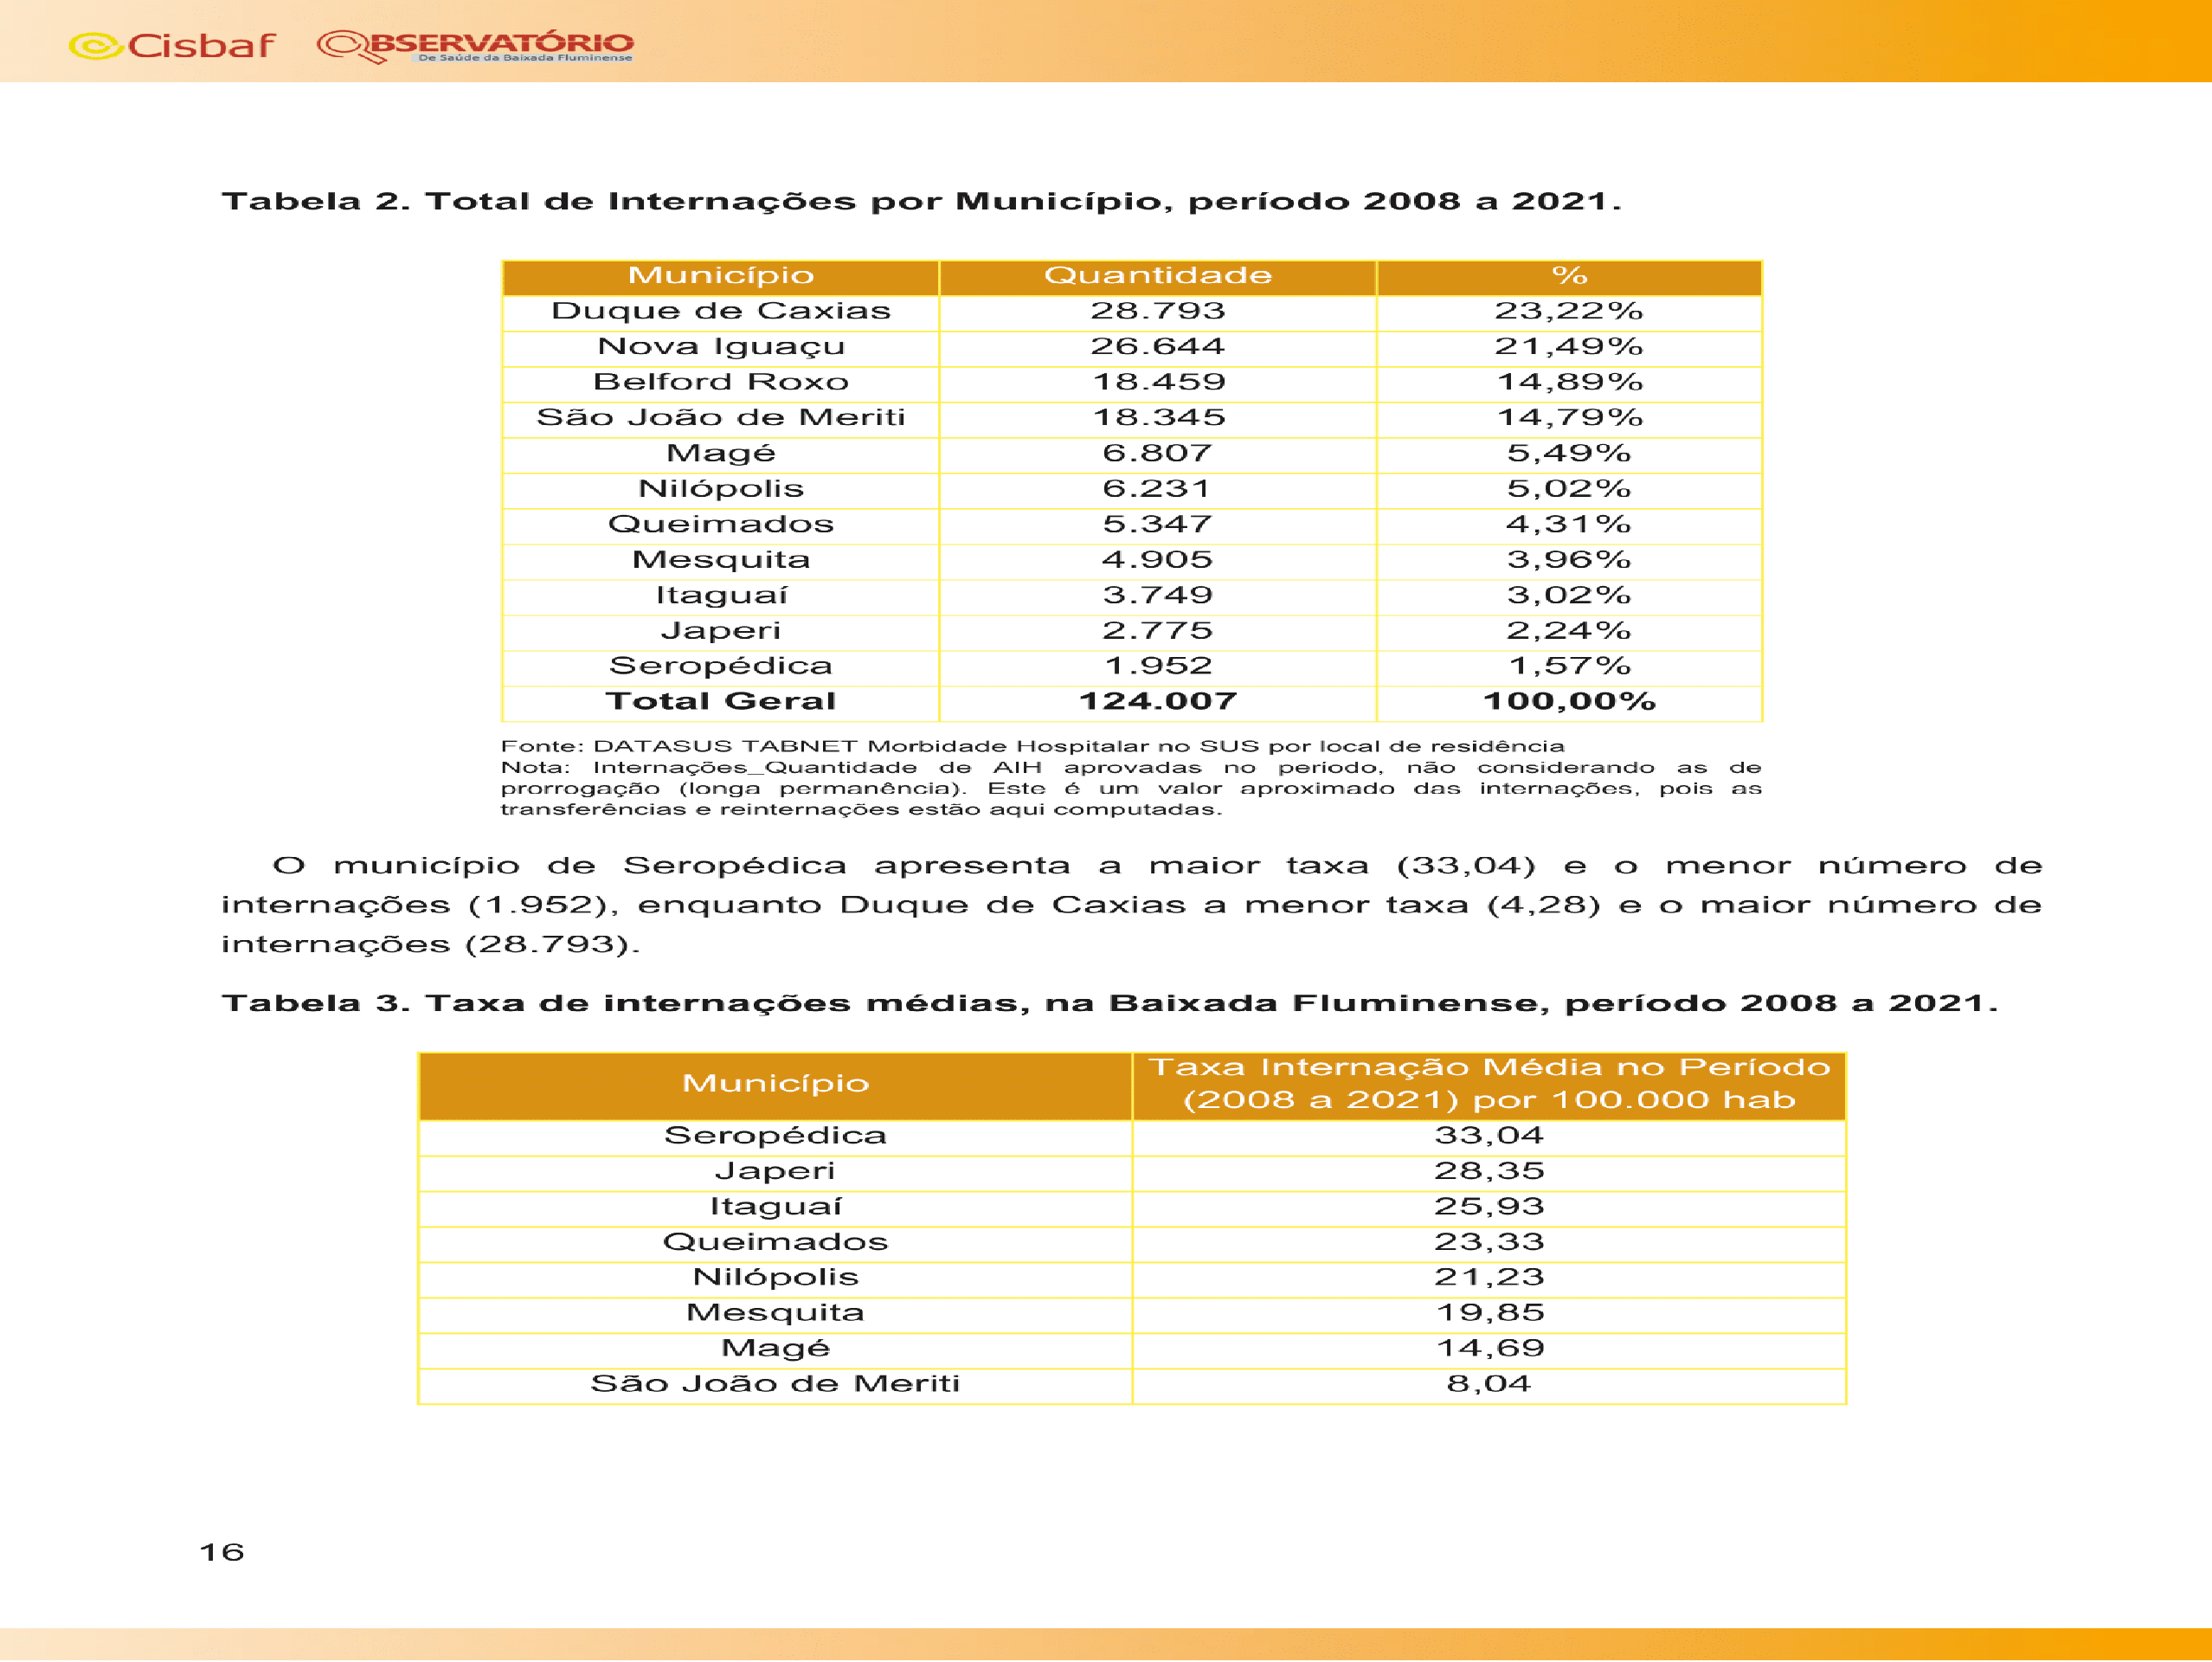 Cisbaf OBSERVATÓRIO
De Saúde da Baixada Fluminense
Tabela 2. Total de Internações por Município, período 2008 a 2021.
Município Quantidade %
Duque de Caxias 28.793 23,22%
Nova Iguaçu 26.644 21,49%
Belford Roxo 18.459 14,89%
São João de Meriti 18.345 14,79%
Magé 6.807 5,49%
Nilópolis 6.231 5,02%
Queimados 5.347 4,31%
Mesquita 4.905 3,96%
Itaguaí 3.749 3,02%
Japeri 2.775 2,24%
Seropédica 1.952 1,57%
Total Geral 124.007 100,00%
Fonte: DATASUS TABNET Morbidade Hospitalar no SUS por local de residência
Nota: Internações_Quantidade de AIH aprovadas no período, não considerando as de
prorrogação (longa permanência). Este é um valor aproximado das internações, pois as
transferências e reinternações estão aqui computadas.
O município de Seropédica apresenta a maior taxa (33,04) e o menor número de
internações (1.952), enquanto Duque de Caxias a menor taxa (4,28) e o maior número de
internações (28.793).
Tabela 3. Taxa de internações médias, na Baixada Fluminense, período 2008 a 2021.
Município Taxa Internação Média no Período
(2008 a 2021) por 100.000 hab
Seropédica 33,04
Japeri 28,35
Itaguaí 25,93
Queimados 23,33
Nilópolis 21,23
Mesquita 19,85
Magé 14,69
São João de Meriti 8,04
16